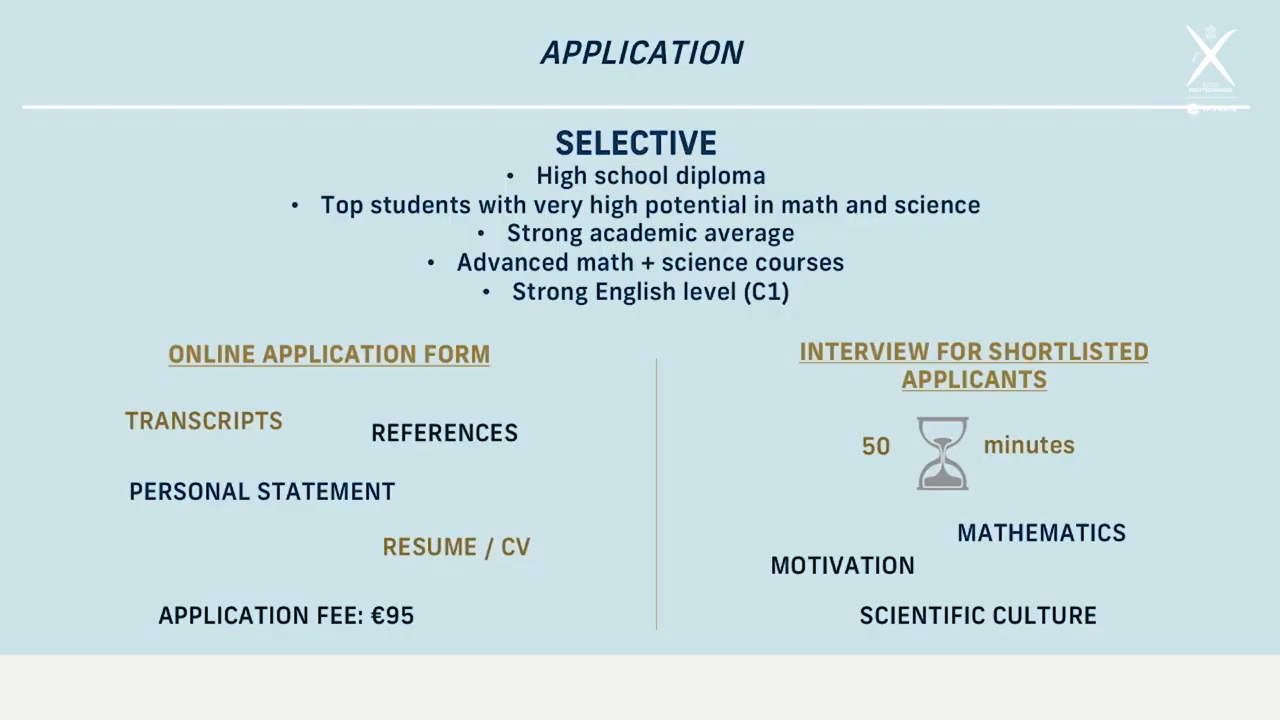 APPLICATION
POLYTECHNIQUE
SELECTIVE
• High school diploma
• Top students with very high potential in math and science
• Strong academic average
• Advanced math + science courses
• Strong English level (C1)
ONLINE APPLICATION FORM
TRANSCRIPTS
REFERENCES
PERSONAL STATEMENT
RESUME / CV
APPLICATION FEE: €95
INTERVIEW FOR SHORTLISTED
APPLICANTS
50 minutes
MATHEMATICS
MOTIVATION
SCIENTIFIC CULTURE